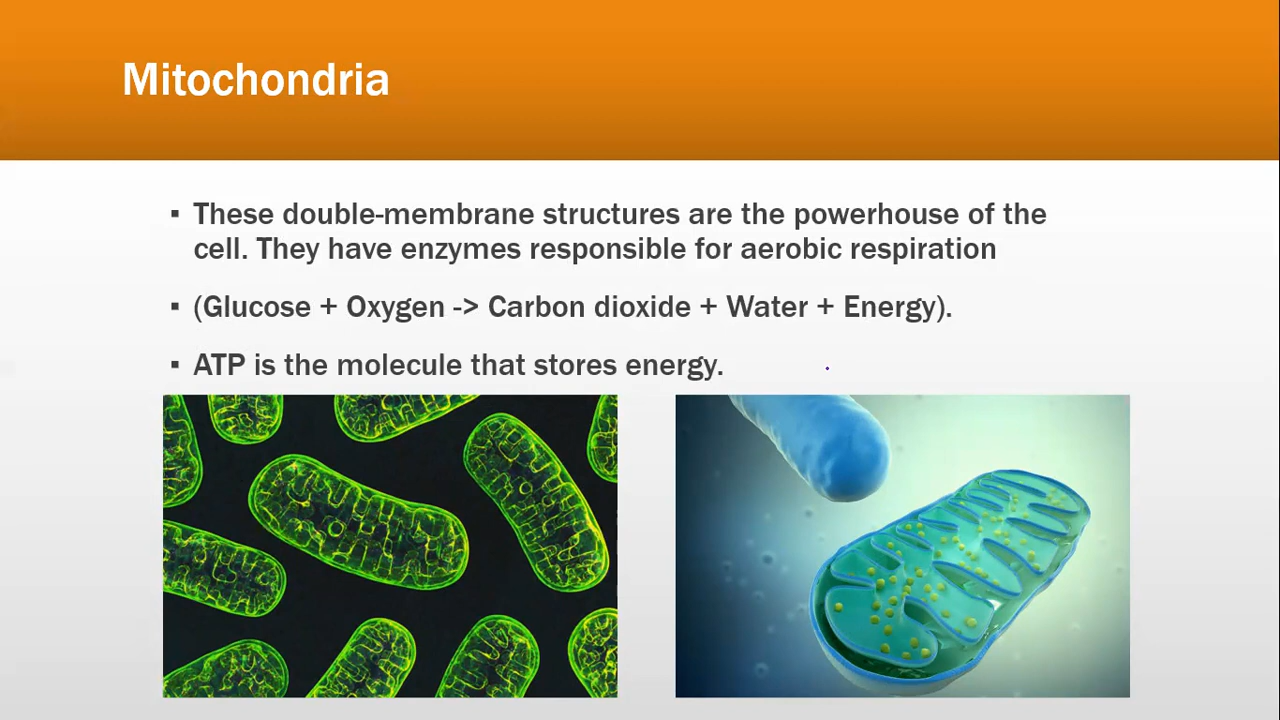 Mitochondria
▪ These double-membrane structures are the powerhouse of the
cell. They have enzymes responsible for aerobic respiration
▪ (Glucose + Oxygen -> Carbon dioxide + Water + Energy).
▪ ATP is the molecule that stores energy.